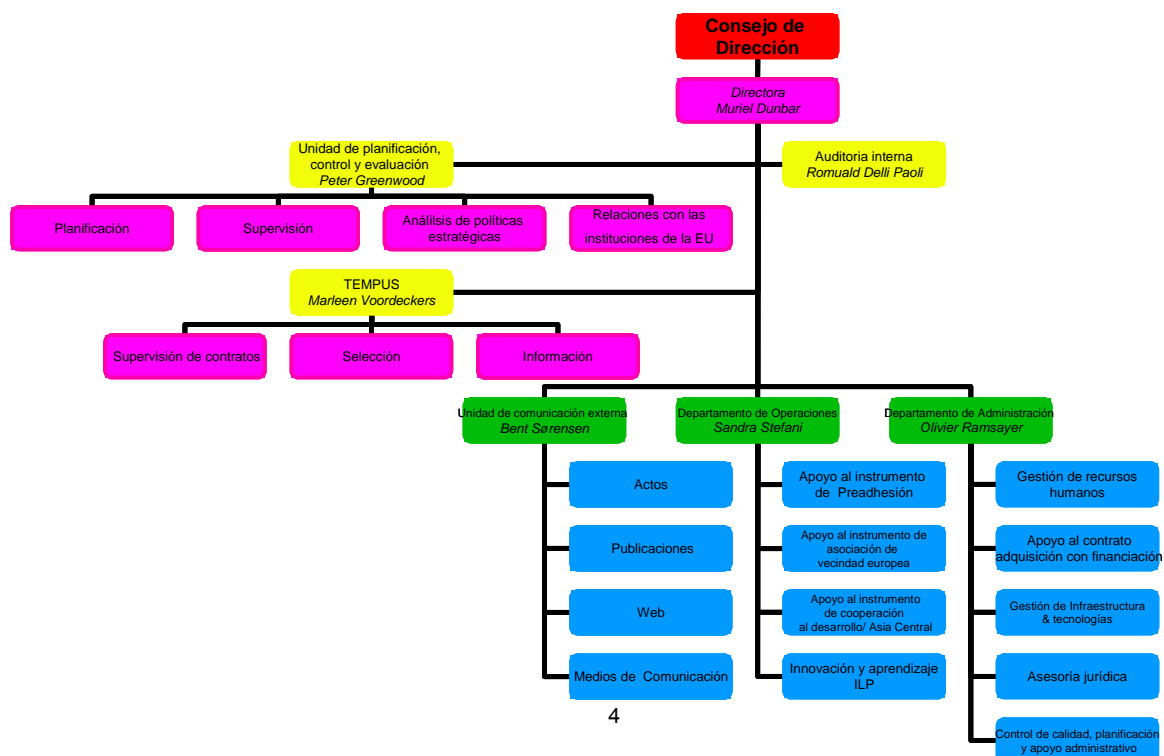 Consejo de
Dirección
Directora
Muriel Dunbar
Unidad de planificación,
control y evaluación
Peter Greenwood
Auditoria interna
Romuald Delli Paoli
Planificación
Supervisión
Análilsis de politicas
estratégicas
Relaciones con las
instituciones de la EU
TEMPUS
Marleen Voordeckers
Supervisión de contratos
Selección
Información
Unidad de comunicación externa
Bent Sørensen
Departamento de Operaciones
Sandra Stefani
Departamento de Administración
Olivier Ramsayer
Actos
Publicaciones
Web
Medios de Comunicación
Apoyo al instrumento
de Preadhesión
Apoyo al instrumento de
asociación de
vecindad europea
Apoyo al instrumento
de cooperación
al desarrollo/ Asia Central
Innovación y aprendizaje
ILP
Gestión de recursos
humanos
Apoyo al contrato
adquisición con financiación
Gestión de Infraestructura
& tecnologías
Asesoría jurídica
Control de calidad, planificación
y apoyo administrativo
4